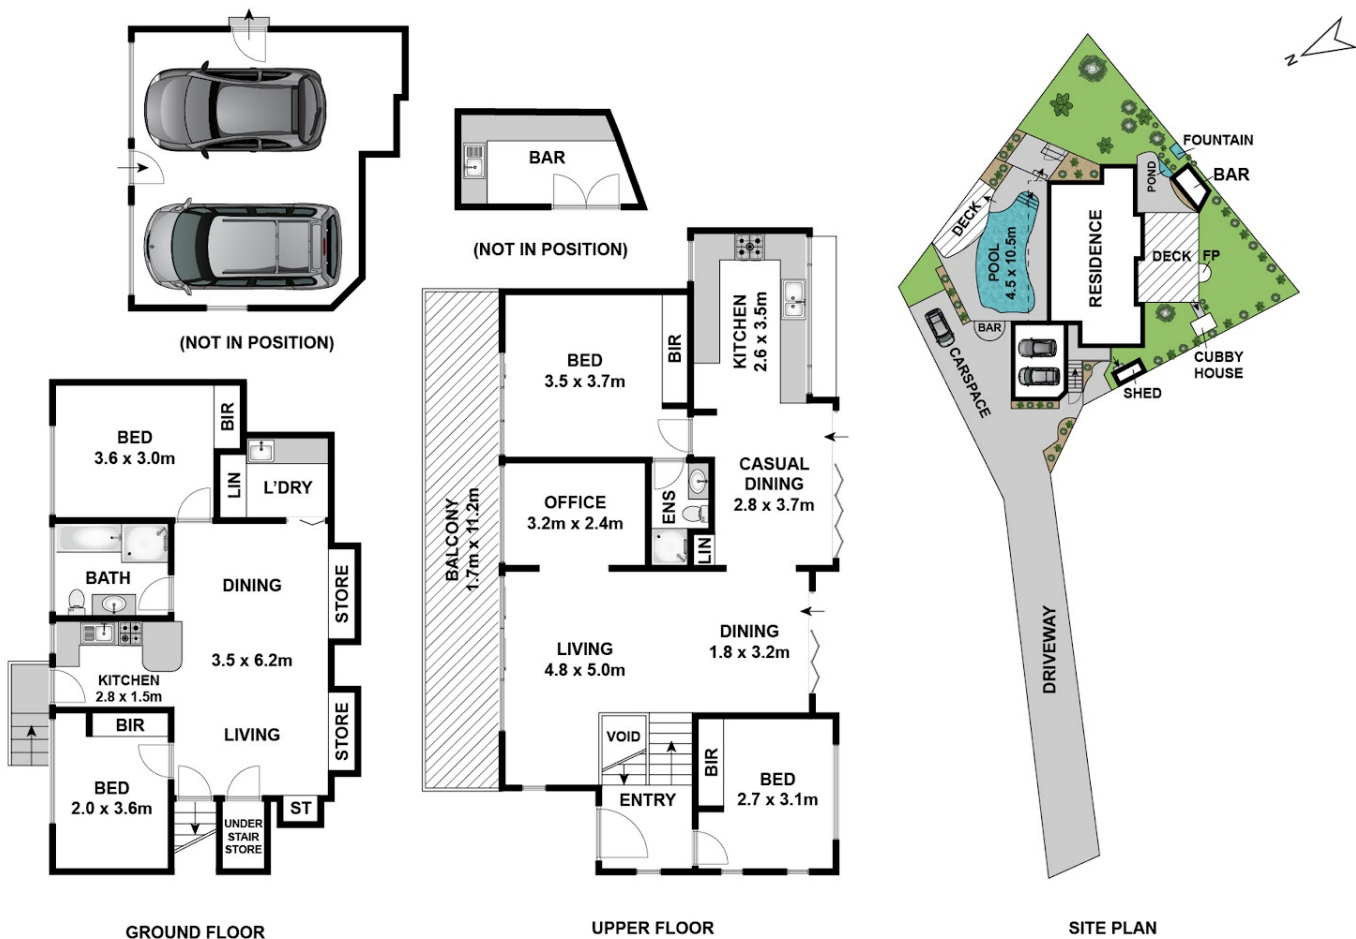 (NOT IN POSITION)
BAR
(NOT IN POSITION)
BED
3.6 x 3.0m
BIR
LIN
L'DRY
BATH
DINING
STORE
3.5 x 6.2m
KITCHEN
2.8 x 1.5m
BIR
LIVING
STORE
BED
2.0 x 3.6m
UNDER
STAIR
STORE
ST
GROUND FLOOR
KITCHEN
2.6 x 3.5m
BED
3.5 x 3.7m
BIR
BALCONY
1.7m x 11.2m
OFFICE
3.2m x 2.4m
ENS
LIN
CASUAL
DINING
2.8 x 3.7m
LIVING
4.8 x 5.0m
DINING
1.8 x 3.2m
VOID
ENTRY
BIR
BED
2.7 x 3.1m
UPPER FLOOR
N
FOUNTAIN
BAR
POND
DECK
POOL
4.5 x 10.5m
RESIDENCE
DECK
FP
BAR
CARSPACE
CUBBY
HOUSE
SHED
DRIVEWAY
SITE PLAN